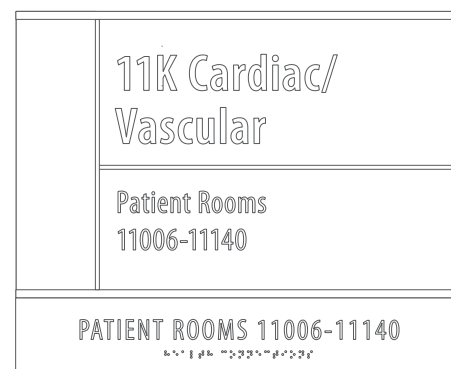 11K Cardiac/
Vascular
Patient Rooms
11006-11140
PATIENT ROOMS 11006-11140